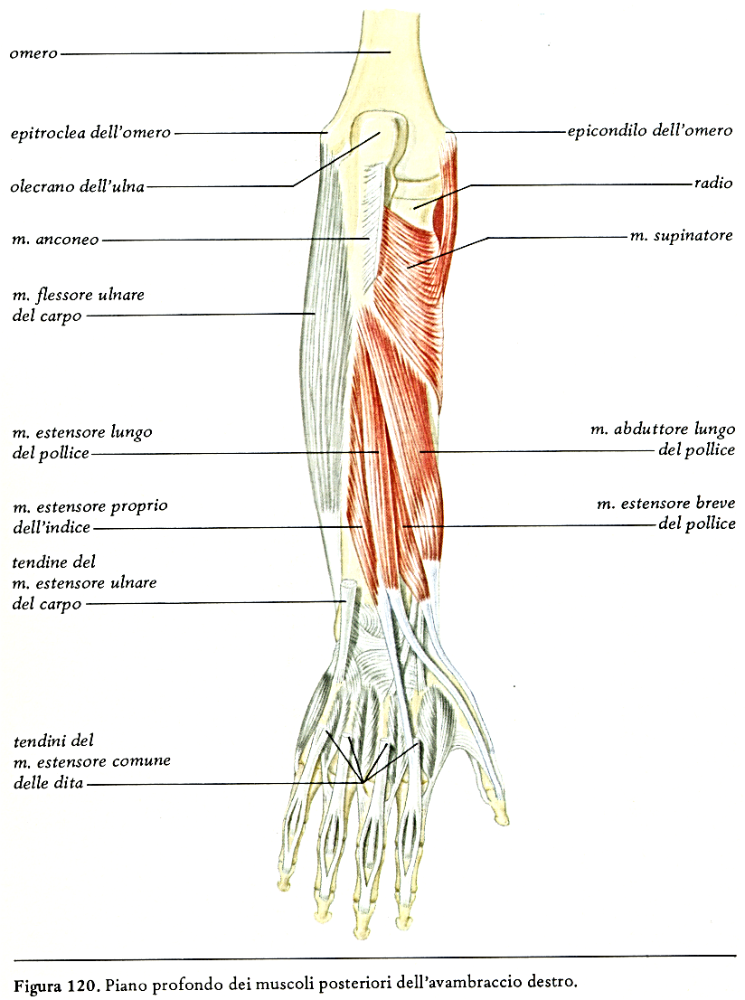 omero
epitroclea dell'omero
olecrano dell'ulna
m. anconeo
m. flessore ulnare
del carpo
m. estensore lungo
del pollice
m. estensore proprio
dell'indice
tendine del
m. estensore ulnare
del carpo
tendini del
m. estensore comune
delle dita
epicondilo dell'omero
radio
m. supinatore
m. abduttore lungo
del pollice
m. estensore breve
del pollice
Figura 120. Piano profondo dei muscoli posteriori dell'avambraccio destro.